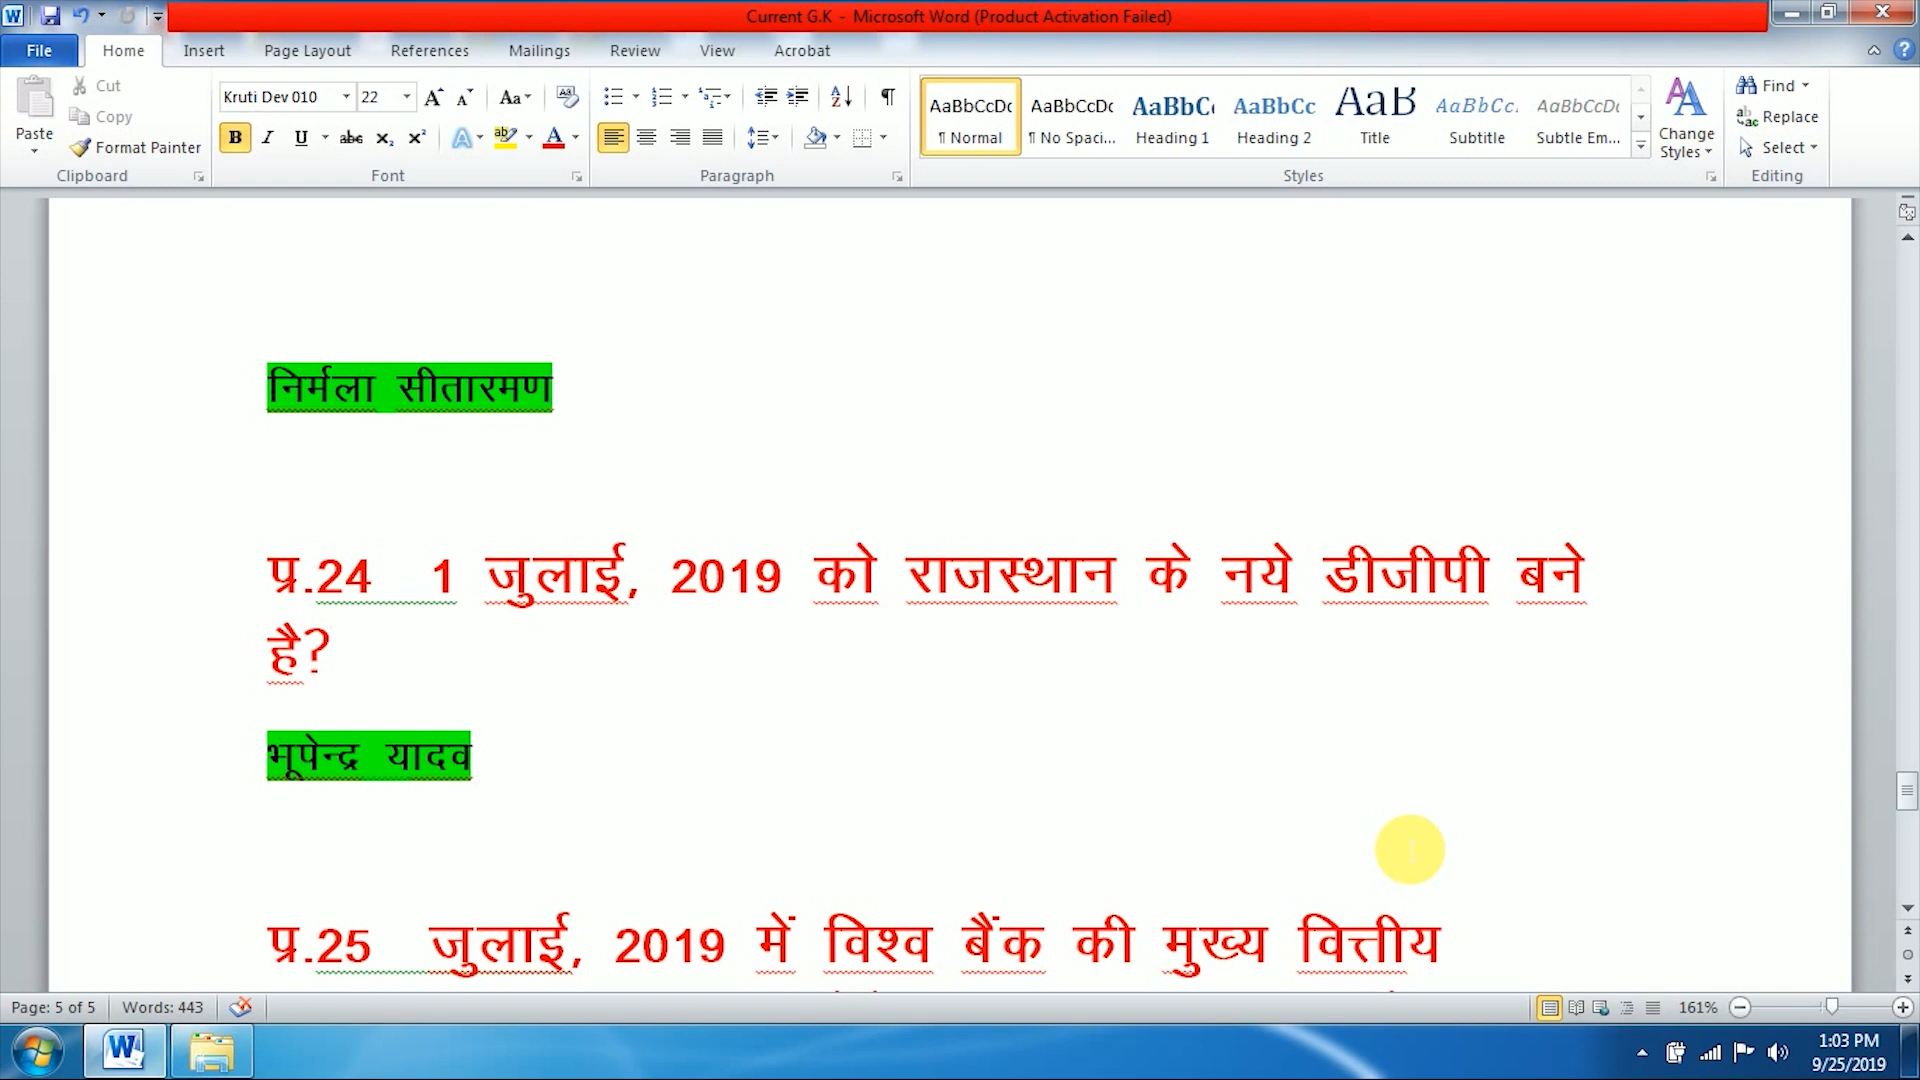 Current G.K - Microsoft Word (Product Activation Failed)
File Home Insert Page Layout References Mailings Review View Acrobat
Paste Cut Copy Format Painter Clipboard
Kruti Dev 010 22 Font
Paragraph
AaBbCcDc ¶ Normal AaBbCcDc ¶ No Spaci... AaBbC Heading 1 AaBbCc Heading 2 AaB Title AaBbCc. Subtitle AaBbCcDc Subtle Em... Change Styles Styles
Find Replace Select Editing
निर्मला सीतारमण
प्र.24 1 जुलाई, 2019 को राजस्थान के नये डीजीपी बने
है?
भूपेन्द्र यादव
प्र.25 जुलाई, 2019 में विश्व बैंक की मुख्य वित्तीय
Page: 5 of 5 Words: 443 161%
1:03 PM
9/25/2019